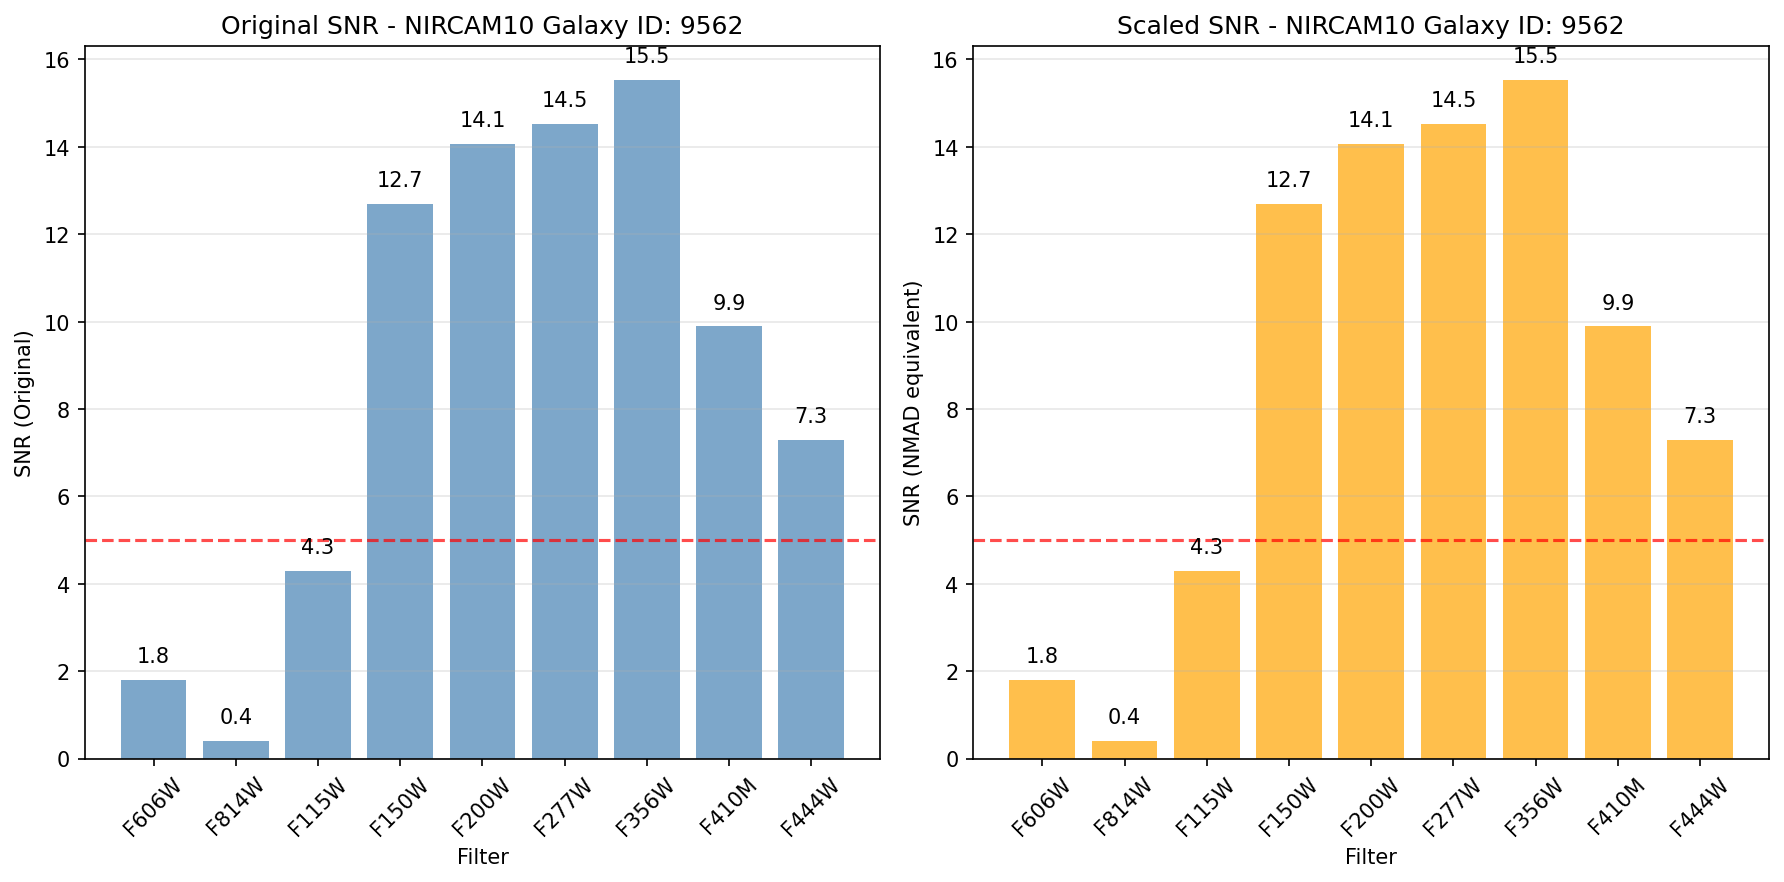 Original SNR - NIRCAM10 Galaxy ID: 9562
SNR (Original)
16
14
12
10
8
6
4
2
0
1.8
0.4
4.3
12.7
14.1
14.5
15.5
9.9
7.3
F606W
F814W
F115W
F150W
F200W
F277W
F356W
F410M
F444W
Filter
Scaled SNR - NIRCAM10 Galaxy ID: 9562
SNR (NMAD equivalent)
16
14
12
10
8
6
4
2
0
1.8
0.4
4.3
12.7
14.1
14.5
15.5
9.9
7.3
F606W
F814W
F115W
F150W
F200W
F277W
F356W
F410M
F444W
Filter